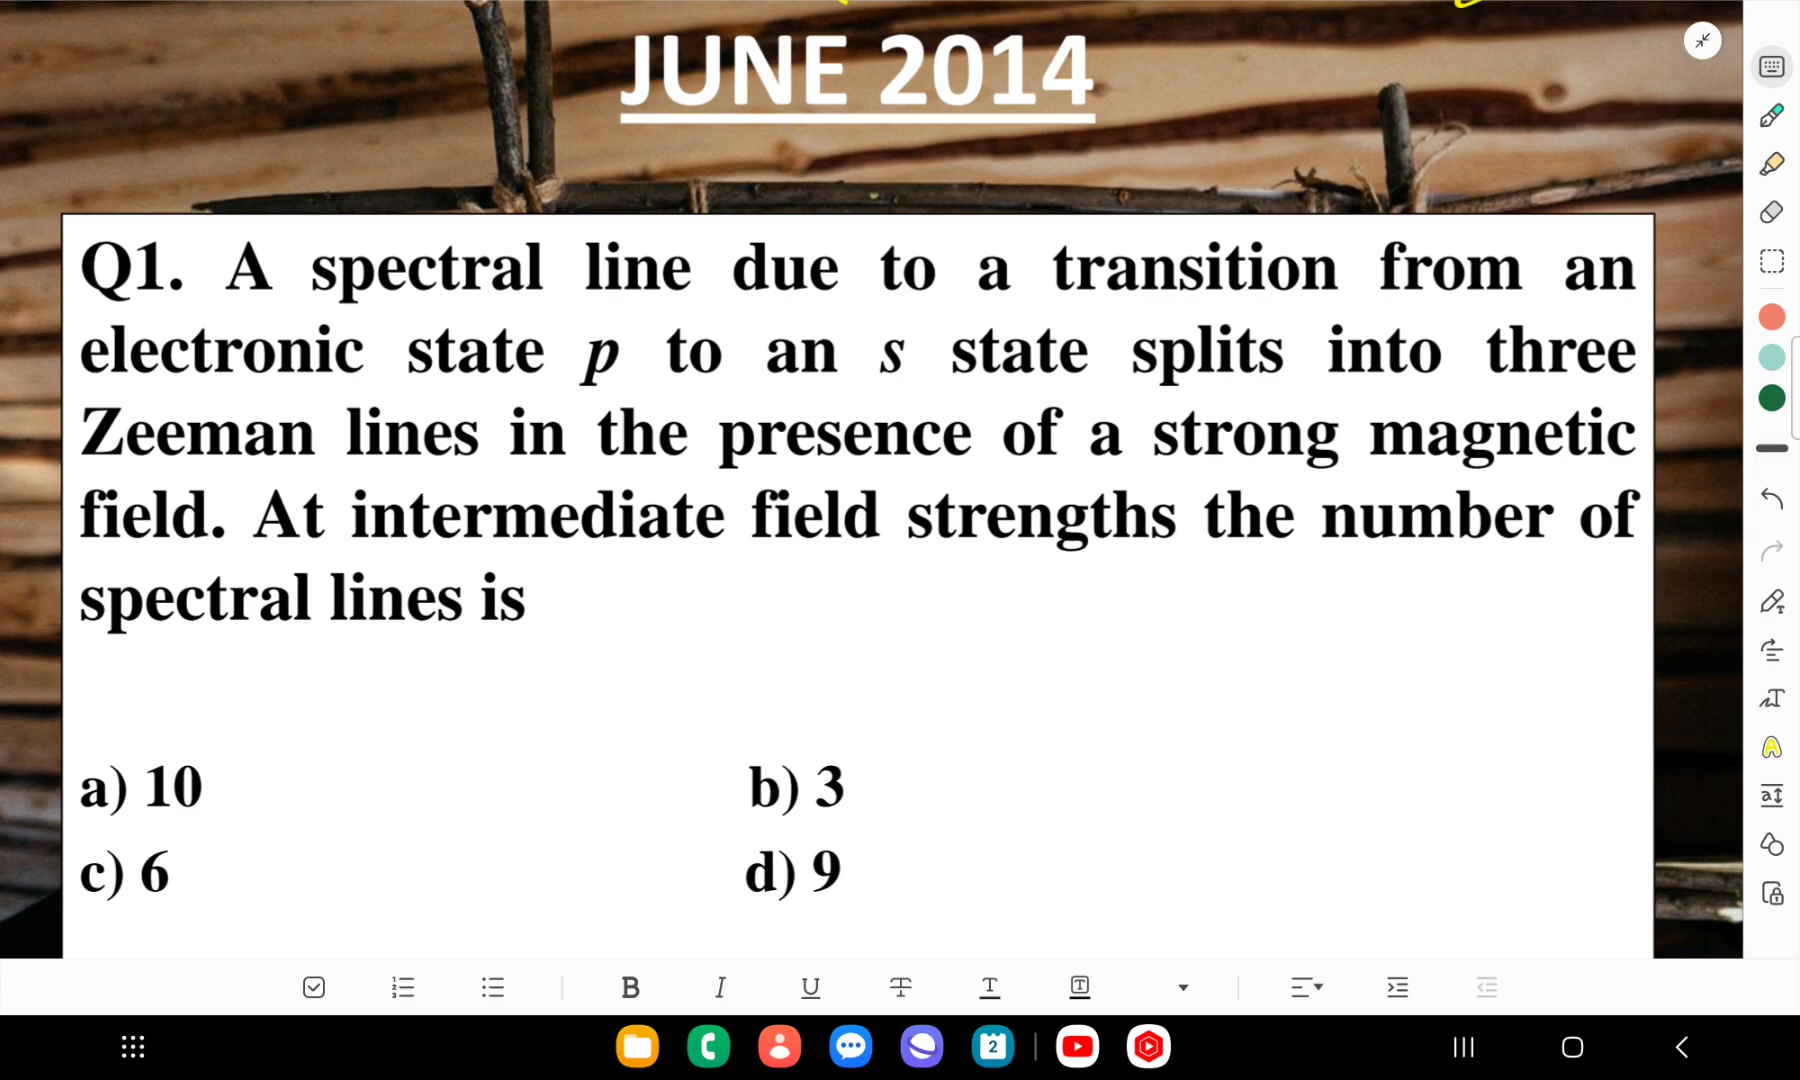 JUNE 2014
Q1. A spectral line due to a transition from an
electronic state p to an s state splits into three
Zeeman lines in the presence of a strong magnetic
field. At intermediate field strengths the number of
spectral lines is
a) 10
b) 3
c) 6
d) 9
B I U T T
2